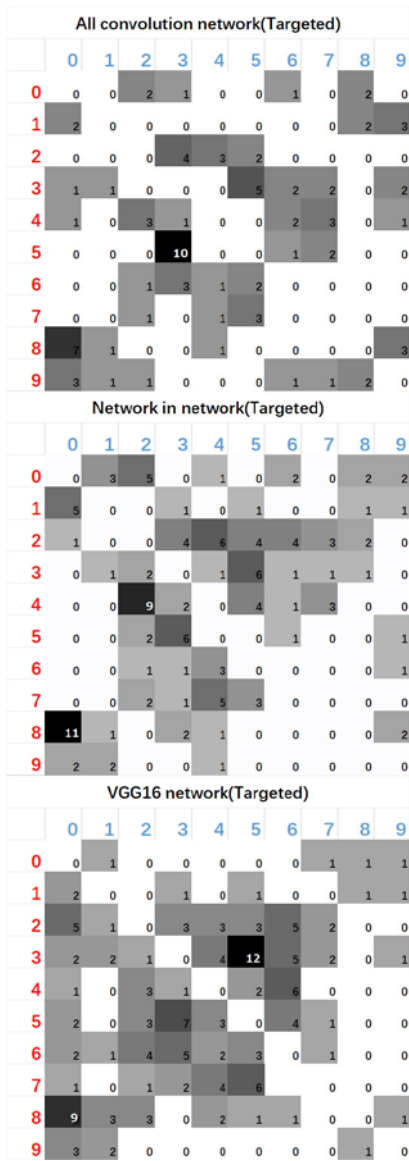 All convolution network(Targeted)
0 1 2 3 4 5 6 7 8 9
0 0 0 2 1 0 0 1 0 2 0
1 2 0 0 0 0 0 0 0 2 3
2 0 0 0 4 3 2 0 0 0 0
3 1 1 0 0 0 5 2 2 0 2
4 1 0 3 1 0 0 2 3 0 1
5 0 0 0 10 0 0 1 2 0 0
6 0 0 1 3 1 2 0 0 0 0
7 0 0 1 0 1 3 0 0 0 0
8 7 1 0 0 1 0 0 0 0 3
9 3 1 1 0 0 0 1 1 2 0
Network in network(Targeted)
0 1 2 3 4 5 6 7 8 9
0 0 3 5 0 1 0 2 0 2 2
1 5 0 0 1 0 1 0 0 1 1
2 1 0 0 4 6 4 4 3 2 0
3 0 1 2 0 1 6 1 1 1 0
4 0 0 9 2 0 4 1 3 0 0
5 0 0 2 6 0 0 1 0 0 1
6 0 0 1 1 3 0 0 0 0 1
7 0 0 2 1 5 3 0 0 0 0
8 11 1 0 2 1 0 0 0 0 2
9 2 2 0 0 1 0 0 0 0 0
VGG16 network(Targeted)
0 1 2 3 4 5 6 7 8 9
0 0 1 0 0 0 0 0 1 1 1
1 2 0 0 1 0 1 0 0 1 1
2 5 1 0 3 3 3 5 2 0 0
3 2 2 1 0 4 12 5 2 0 1
4 1 0 3 1 0 2 6 0 0 0
5 2 0 3 7 3 0 4 1 0 0
6 2 1 4 5 2 3 0 1 0 0
7 1 0 1 2 4 6 0 0 0 0
8 9 3 3 0 2 1 1 0 0 1
9 3 2 0 0 0 0 0 0 1 0